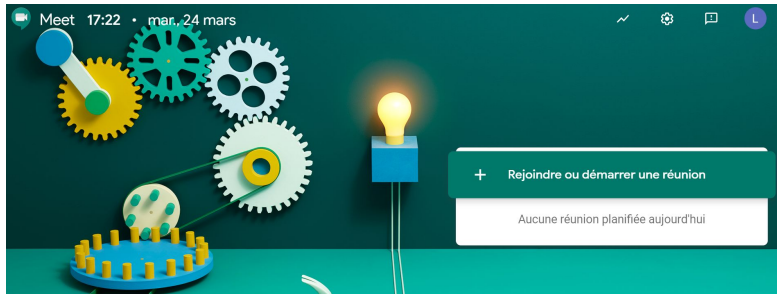 Meet 17:22 • mar., 24 mars
L
+ Rejoindre ou démarrer une réunion
Aucune réunion planifiée aujourd'hui